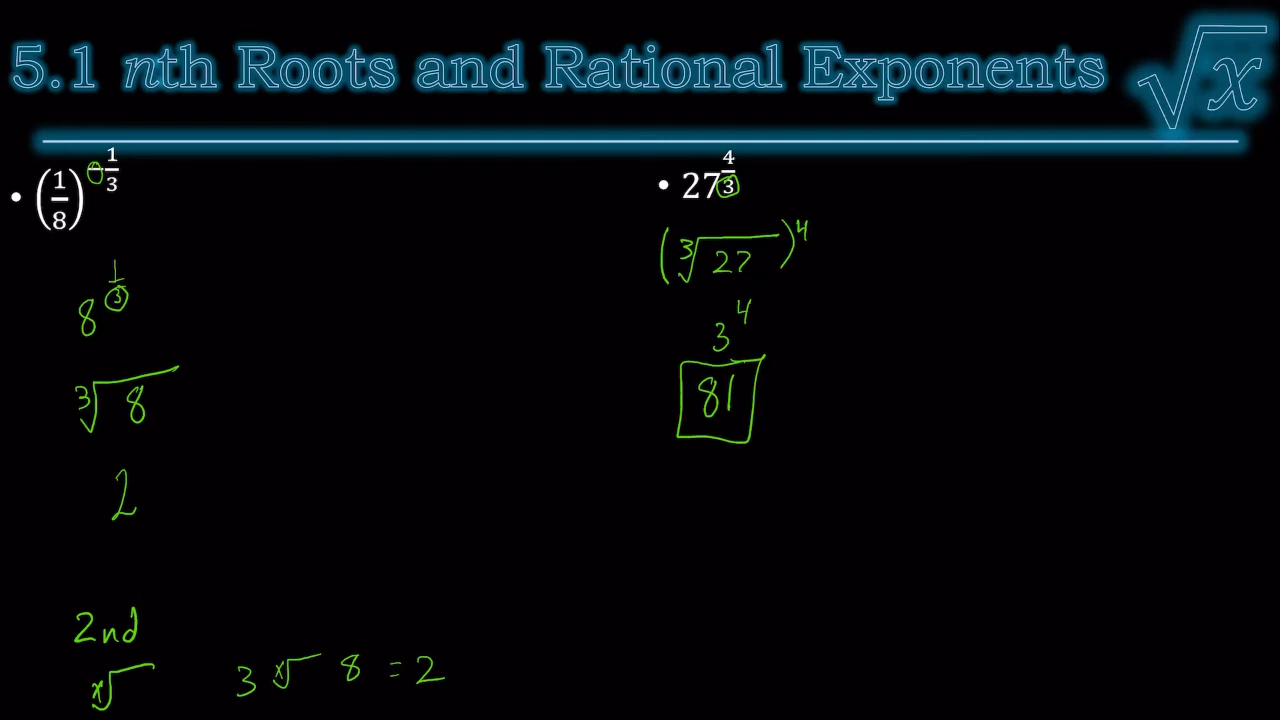 5.1 nth Roots and Rational Exponents √x
• (1/8)^(-1/3)
8^(1/3)
∛8
2
2nd
ˣ√
3 ˣ√ 8 = 2
• 27^(4/3)
(∛27)^4
3^4
81